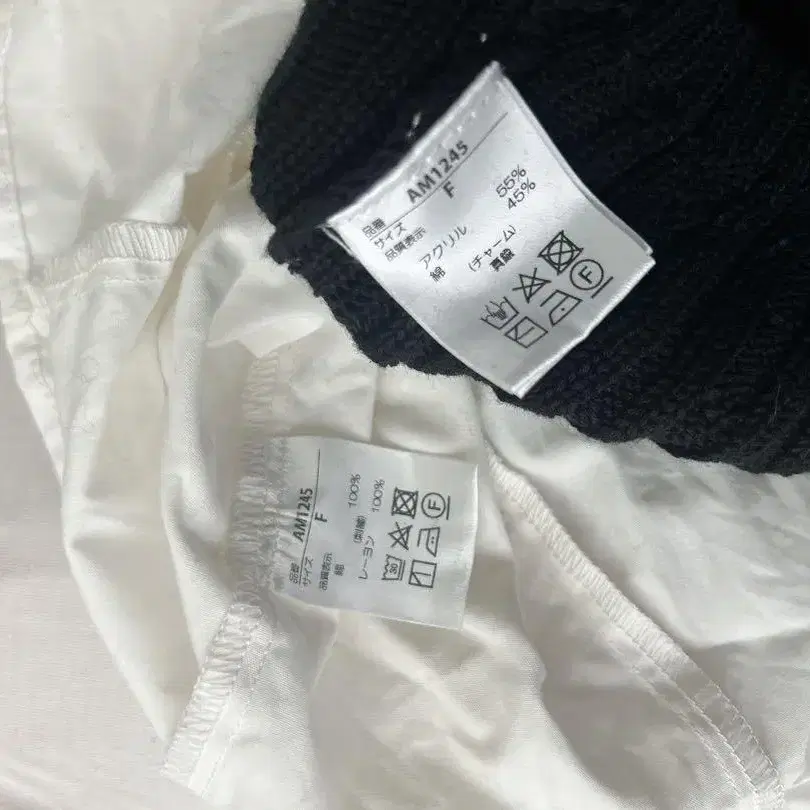 品番 AM1245
サイズ F
品質表示
アクリル 55%
綿 45%
(チャーム)
真鍮
F
品番 AM1245
サイズ F
品質表示
綿 100%
(刺繍)
レーヨン 100%
30
F